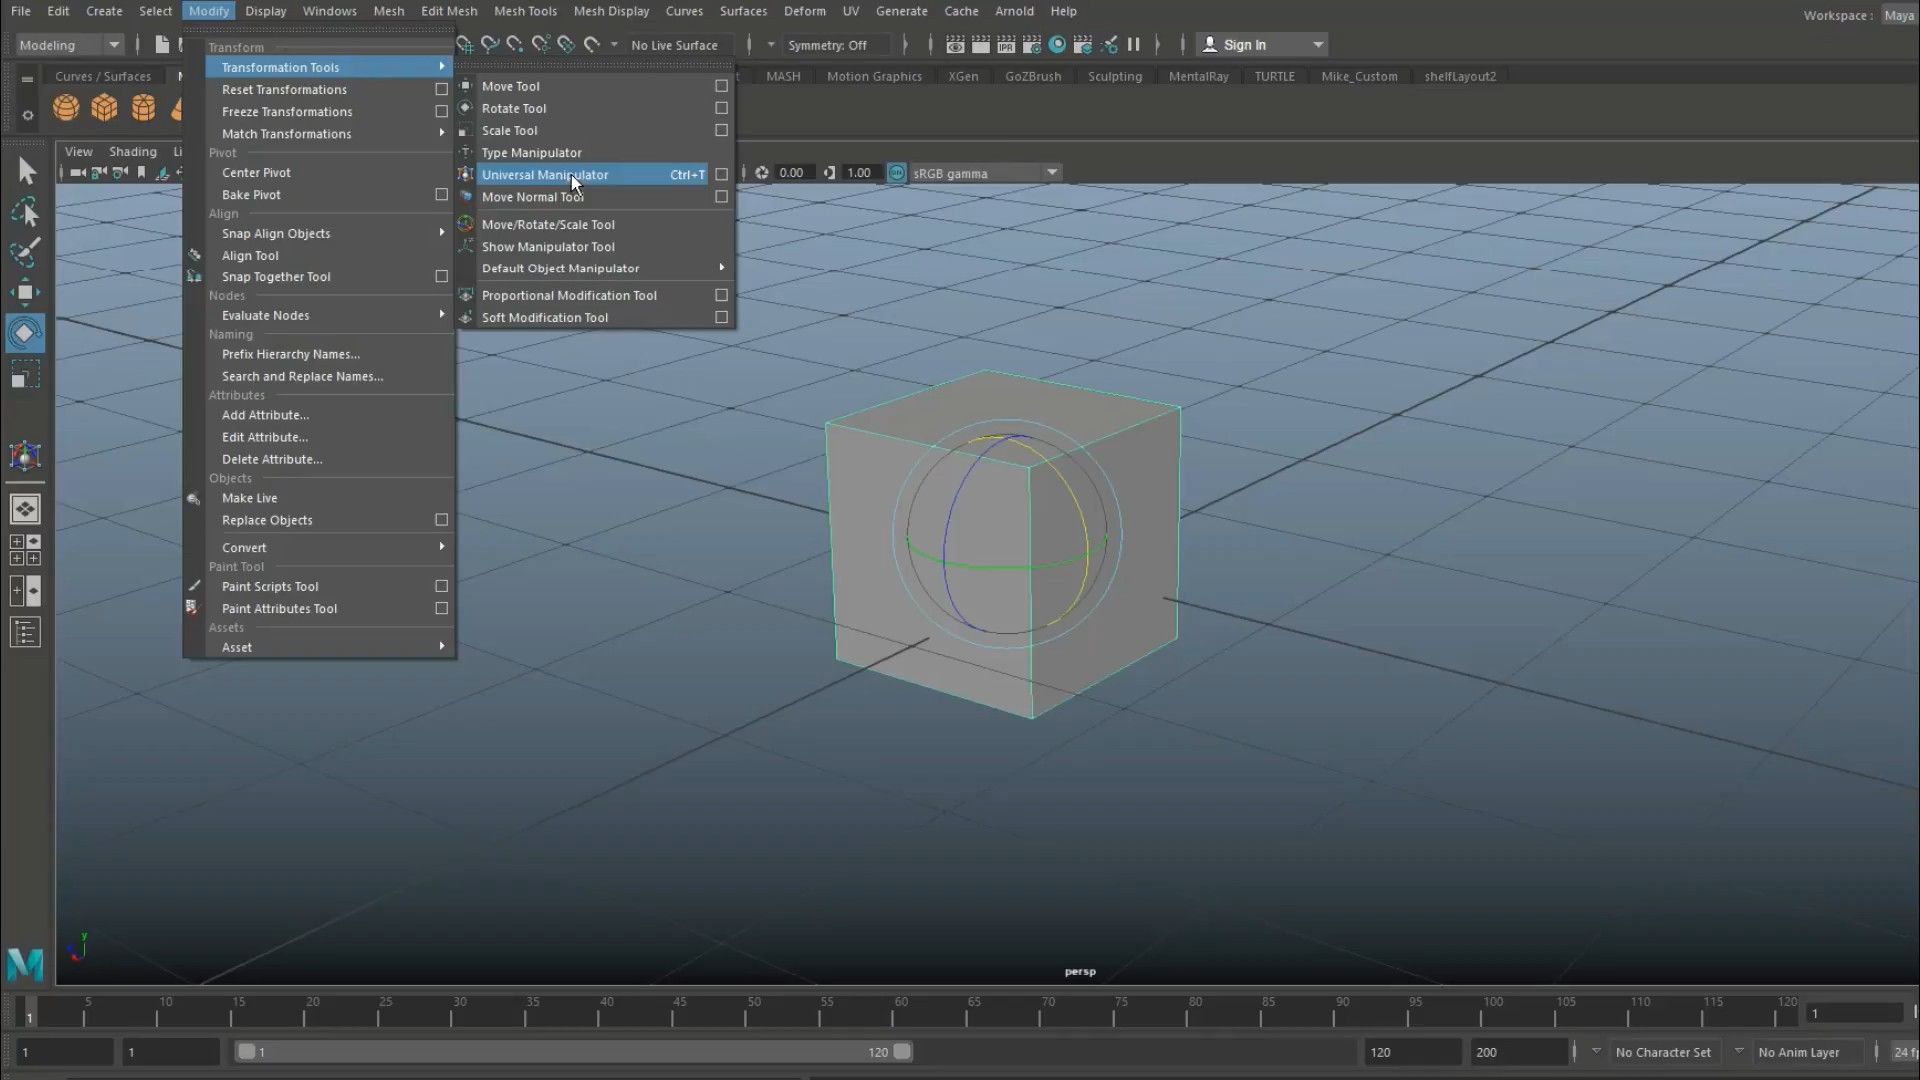 File Edit Create Select Modify Display Windows Mesh Edit Mesh Mesh Tools Mesh Display Curves Surfaces Deform UV Generate Cache Arnold Help
Workspace : Maya
Modeling
No Live Surface
Symmetry: Off
IPR
Sign In
Curves / Surfaces
MASH Motion Graphics XGen GoZBrush Sculpting MentalRay TURTLE Mike_Custom shelfLayout2
View Shading Li
0.00 1.00 sRGB gamma
Transform
Transformation Tools
Reset Transformations
Freeze Transformations
Match Transformations
Pivot
Center Pivot
Bake Pivot
Align
Snap Align Objects
Align Tool
Snap Together Tool
Nodes
Evaluate Nodes
Naming
Prefix Hierarchy Names...
Search and Replace Names...
Attributes
Add Attribute...
Edit Attribute...
Delete Attribute...
Objects
Make Live
Replace Objects
Convert
Paint Tool
Paint Scripts Tool
Paint Attributes Tool
Assets
Asset
Move Tool
Rotate Tool
Scale Tool
Type Manipulator
Universal Manipulator Ctrl+T
Move Normal Tool
Move/Rotate/Scale Tool
Show Manipulator Tool
Default Object Manipulator
Proportional Modification Tool
Soft Modification Tool
y
persp
M
5 10 15 20 25 30 35 40 45 50 55 60 65 70 75 80 85 90 95 100 105 110 115 120
1
1
1 1 1 120 120 200 No Character Set No Anim Layer 24 fp